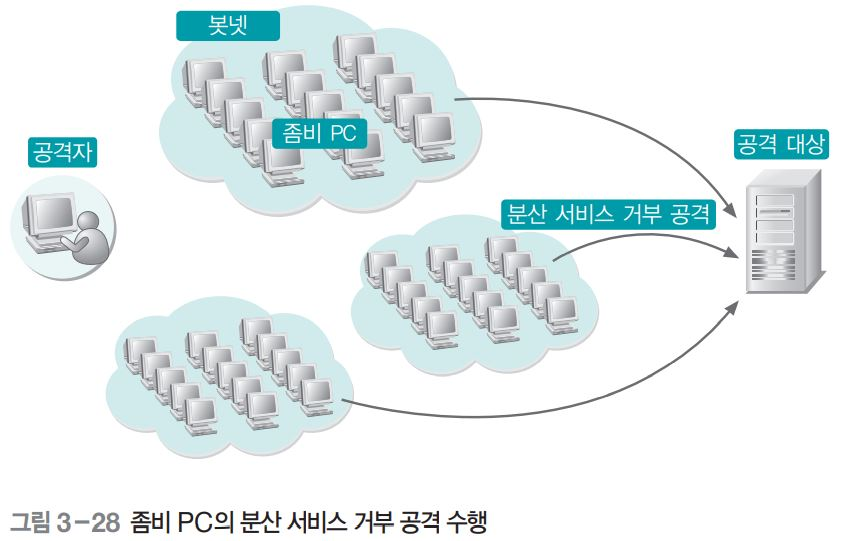 봇넷
좀비 PC
공격자
공격 대상
분산 서비스 거부 공격
그림 3-28 좀비 PC의 분산 서비스 거부 공격 수행